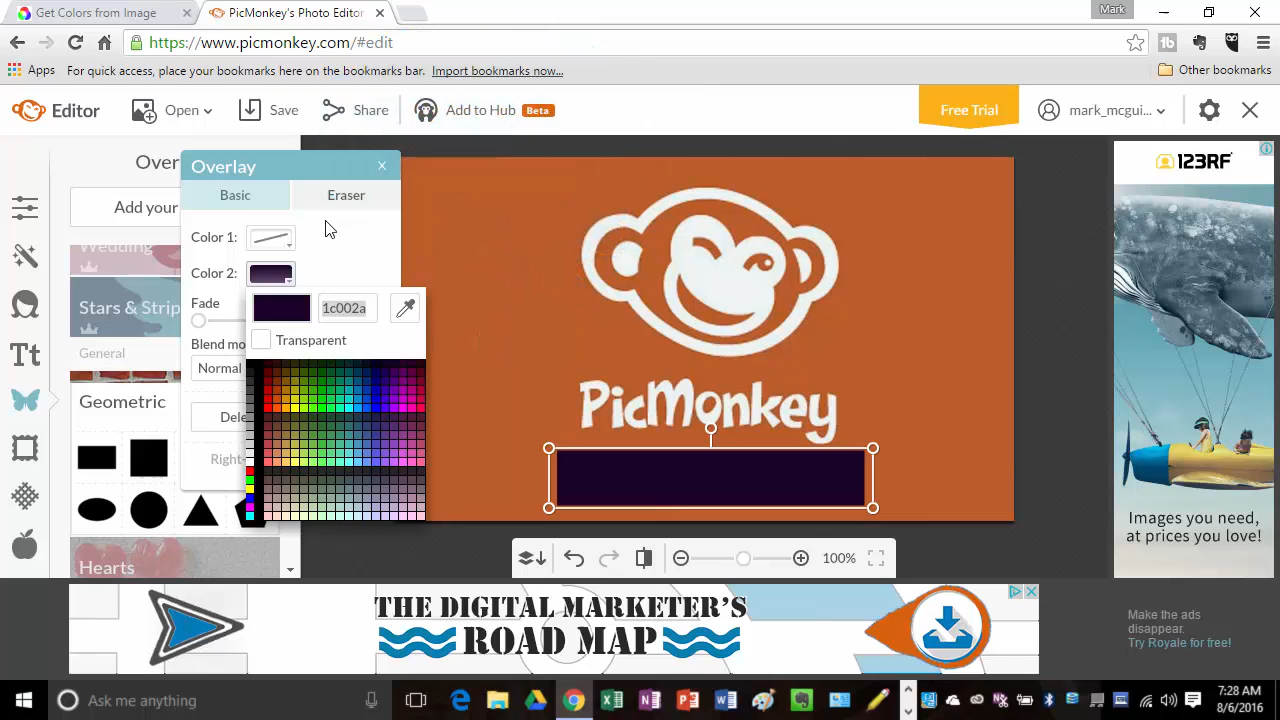 Get Colors from Image
PicMonkey's Photo Editor
Mark
https://www.picmonkey.com/#edit
Apps
For quick access, place your bookmarks here on the bookmarks bar.
Import bookmarks now...
Other bookmarks
Editor
Open
Save
Share
Add to Hub
Beta
Free Trial
mark_mcgui...
Over
Add your
Wedding
Stars & Strip
General
Geometric
Hearts
Overlay
Basic
Eraser
Color 1:
Color 2:
1c002a
Transparent
Fade
Blend mo
Normal
Dele
Right-
PicMonkey
100%
123RF
Images you need,
at prices you love!
THE DIGITAL MARKETER'S
ROAD MAP
Make the ads
disappear.
Try Royale for free!
Ask me anything
7:28 AM
8/6/2016